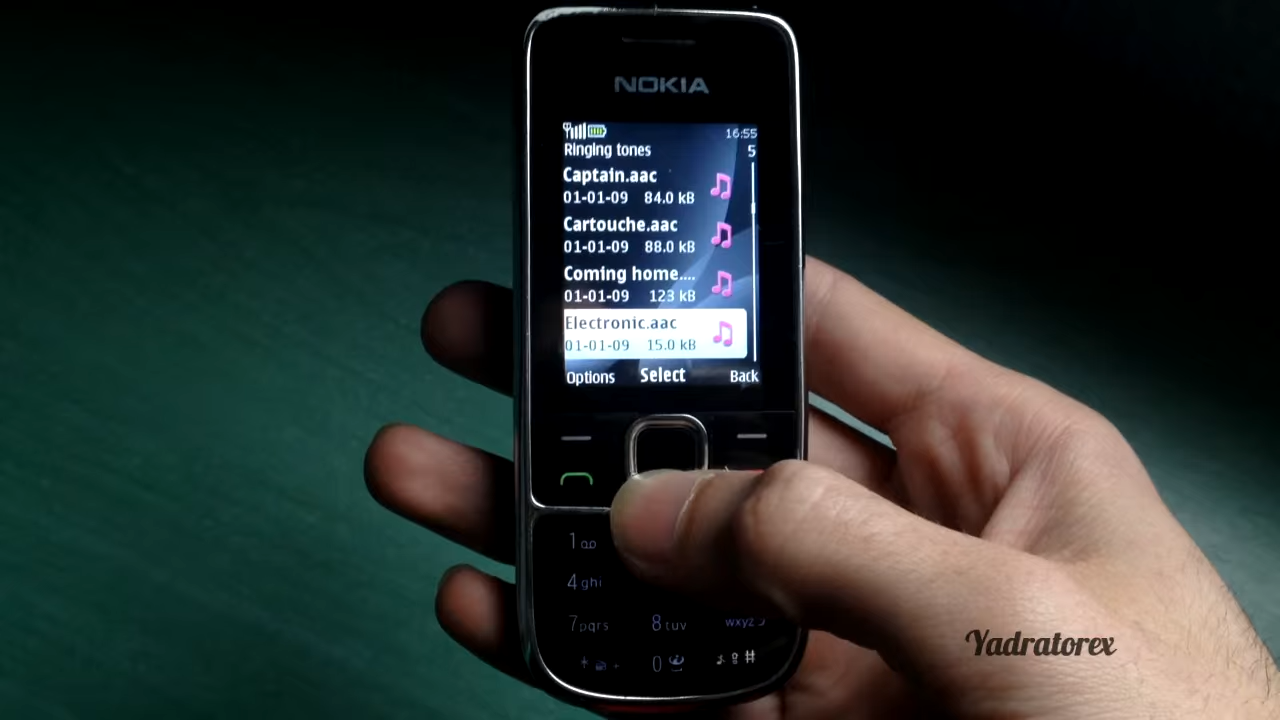 NOKIA
16:55
Ringing tones 5
Captain.aac
01-01-09 84.0 kB
Cartouche.aac
01-01-09 88.0 kB
Coming home....
01-01-09 123 kB
Electronic.aac
01-01-09 15.0 kB
Options Select Back
1
4 ghi
7 pqrs 8 tuv wxyz
0 #
Yadratorex